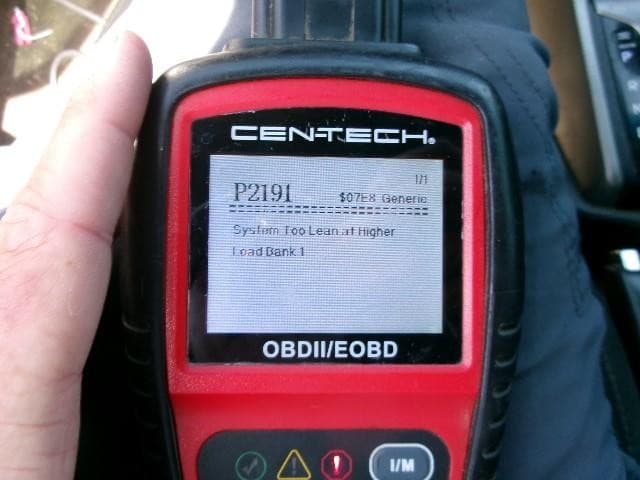 CEN-TECH®
1/1
P2191 $07E8 Generic
System Too Lean at Higher
Load Bank 1
OBDII/EOBD
I/M